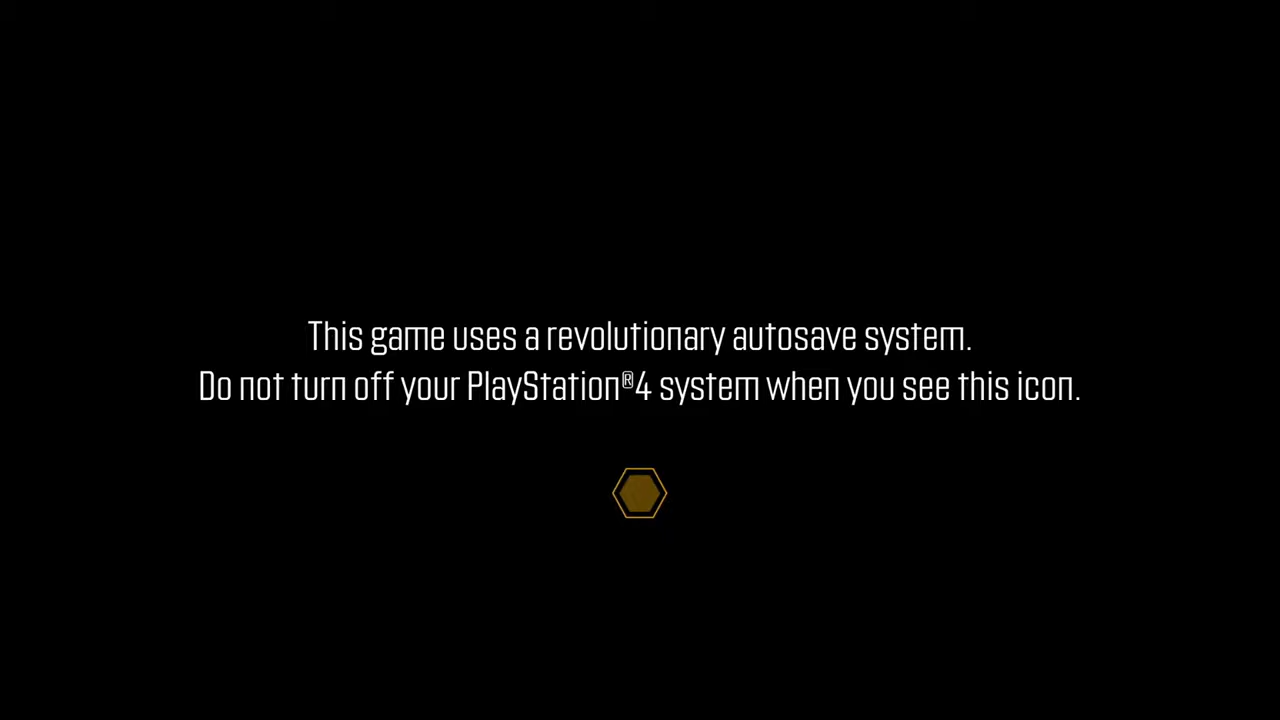 This game uses a revolutionary autosave system.
Do not turn off your PlayStation®4 system when you see this icon.